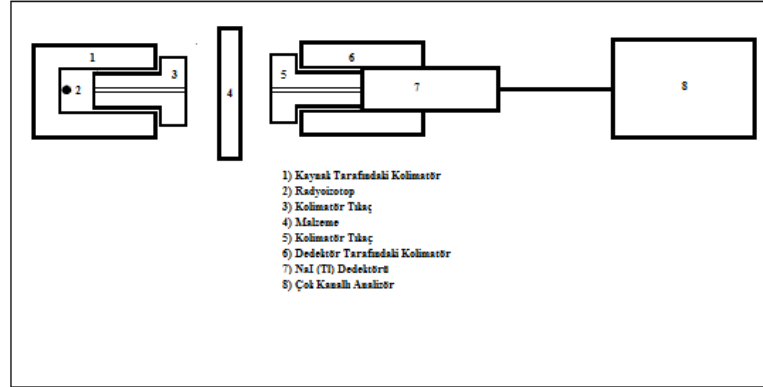 1
2
3
4
5
6
7
8
1) Kaynak Tarafındaki Kolimatör
2) Radyoizotop
3) Kolimatör Tıkaç
4) Malzeme
5) Kolimatör Tıkaç
6) Dedektör Tarafındaki Kolimatör
7) NaI (TI) Dedektörü
8) Çok Kanallı Analizör